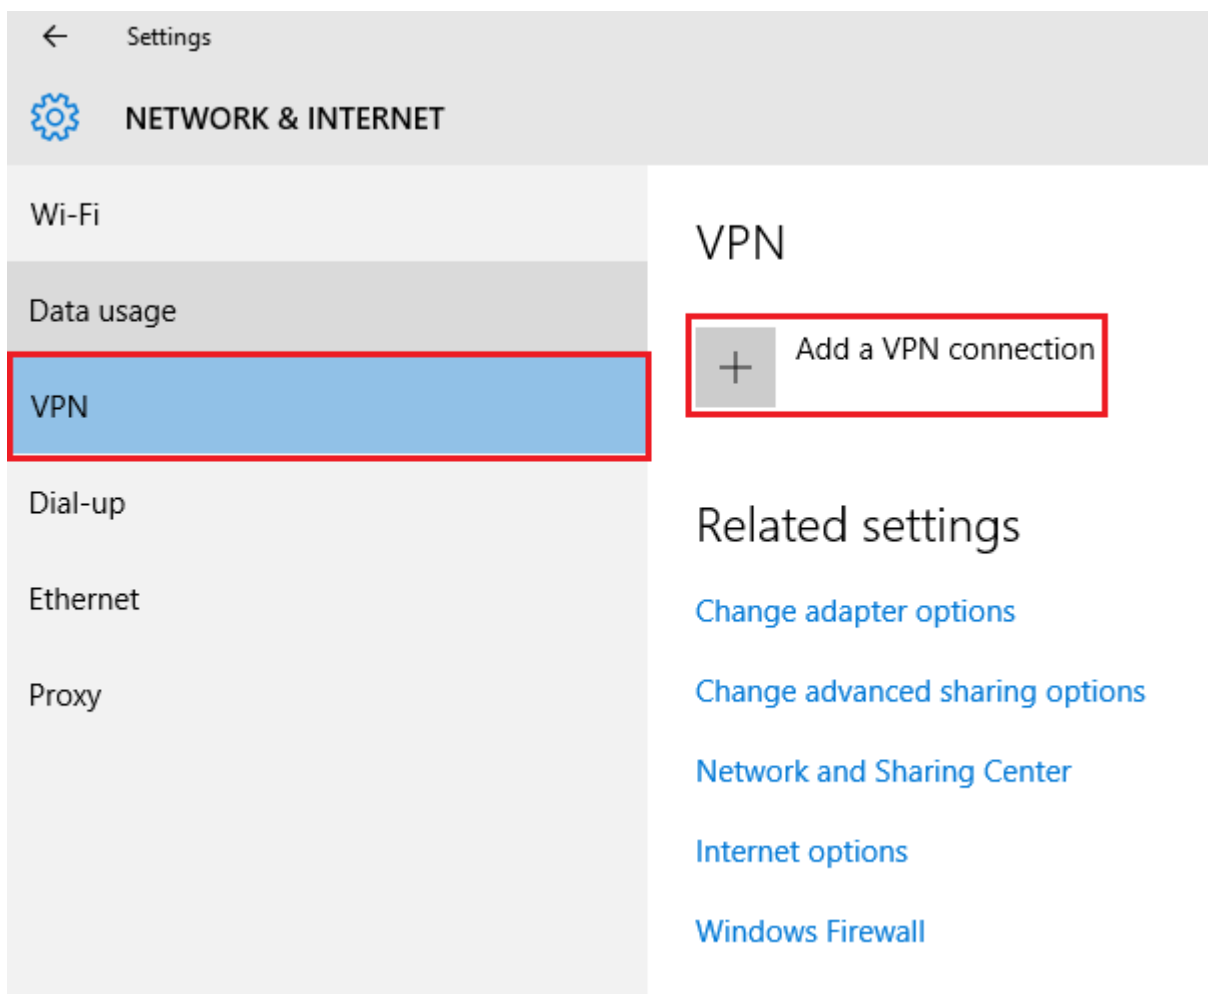 Settings
NETWORK & INTERNET
Wi-Fi
Data usage
VPN
Dial-up
Ethernet
Proxy
VPN
Add a VPN connection
Related settings
Change adapter options
Change advanced sharing options
Network and Sharing Center
Internet options
Windows Firewall